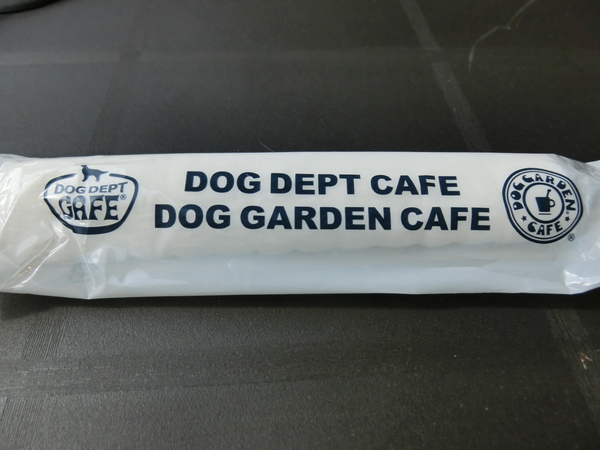 DOG DEPT
CAFE®
DOG DEPT CAFE
DOG GARDEN CAFE
DOG GARDEN
CAFE
®